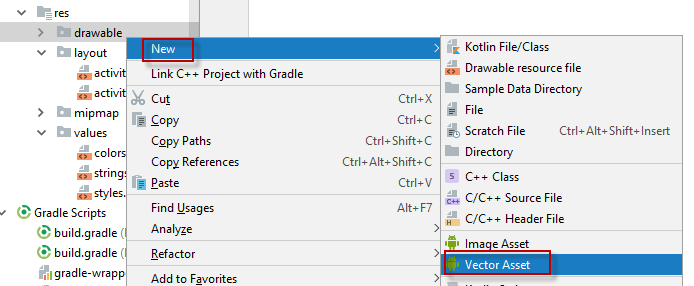 res
drawable
layout
activit
activit
mipmap
values
colors
strings
styles.
Gradle Scripts
build.gradle (
build.gradle (
gradle-wrapp
New
Link C++ Project with Gradle
Cut Ctrl+X
Copy Ctrl+C
Copy Paths Ctrl+Shift+C
Copy References Ctrl+Alt+Shift+C
Paste Ctrl+V
Find Usages Alt+F7
Analyze
Refactor
Add to Favorites
Kotlin File/Class
Drawable resource file
Sample Data Directory
File
Scratch File Ctrl+Alt+Shift+Insert
Directory
S C++ Class
C++ C/C++ Source File
C/C++ Header File
Image Asset
Vector Asset